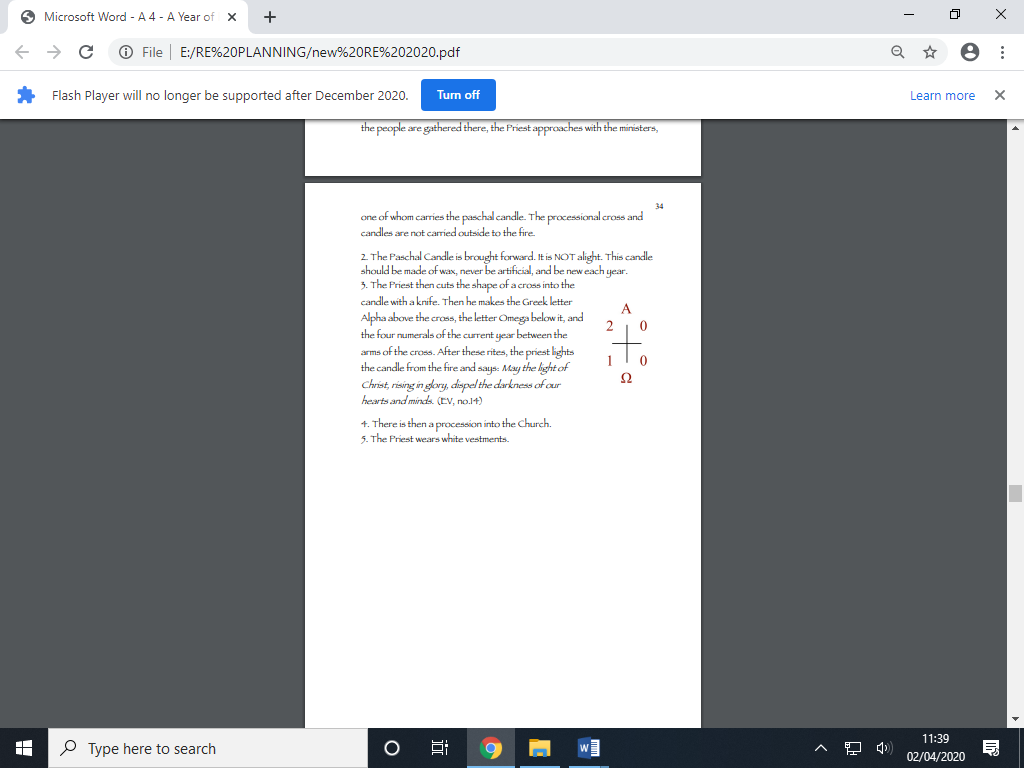 Microsoft Word - A 4 - A Year of
File E:/RE%20PLANNING/new%20RE%202020.pdf
Flash Player will no longer be supported after December 2020. Turn off Learn more
the people are gathered there, the Priest approaches with the ministers,
34
one of whom carries the paschal candle. The processional cross and
candles are not carried outside to the fire.
2. The Paschal Candle is brought forward. It is NOT alight. This candle
should be made of wax, never be artificial, and be new each year.
3. The Priest then cuts the shape of a cross into the
candle with a knife. Then he makes the Greek letter
Alpha above the cross, the letter Omega below it, and
the four numerals of the current year between the
arms of the cross. After these rites, the priest lights
the candle from the fire and says: May the light of
Christ, rising in glory, dispel the darkness of our
hearts and minds. (EV, no.14)
Α
2 0
1 0
Ω
4. There is then a procession into the Church.
5. The Priest wears white vestments.
Type here to search
11:39
02/04/2020